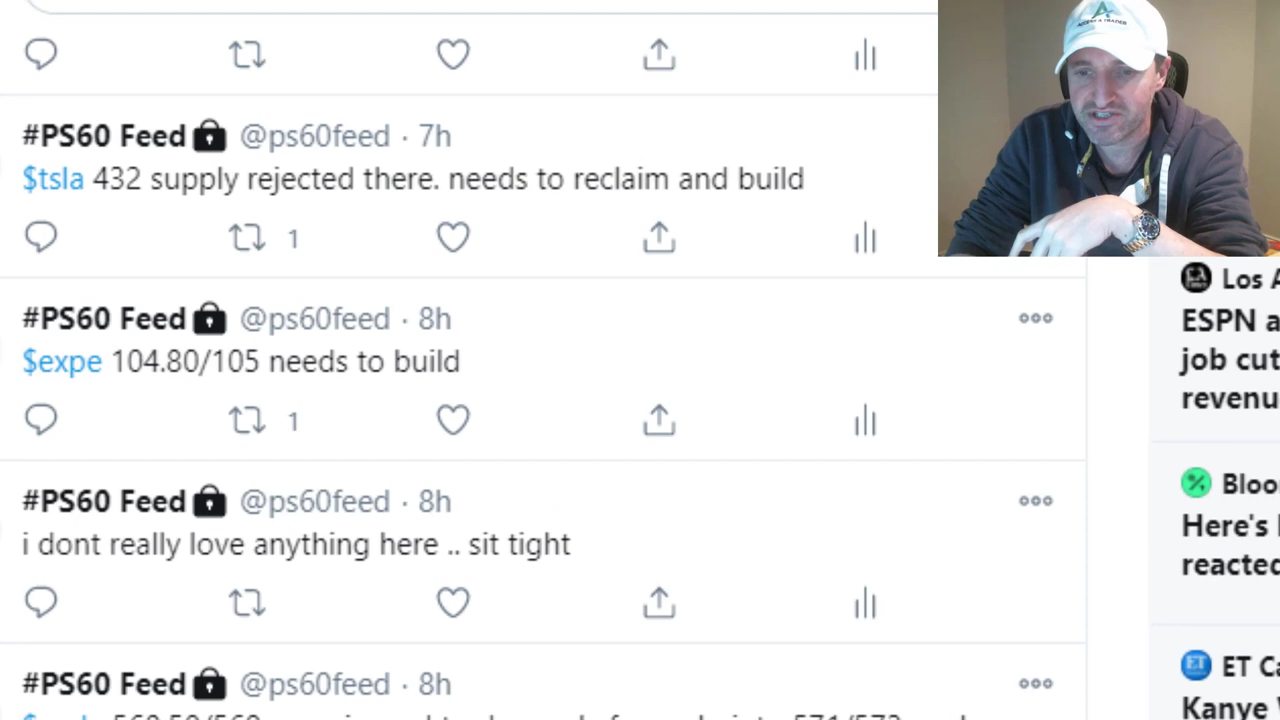 #PS60 Feed @ps60feed · 7h
$tsla 432 supply rejected there. needs to reclaim and build
1
#PS60 Feed @ps60feed · 8h
$expe 104.80/105 needs to build
1
#PS60 Feed @ps60feed · 8h
i dont really love anything here .. sit tight
#PS60 Feed @ps60feed · 8h
Los A
ESPN a
job cut
revenu
Bloo
Here's
reacted
ET Ca
Kanye